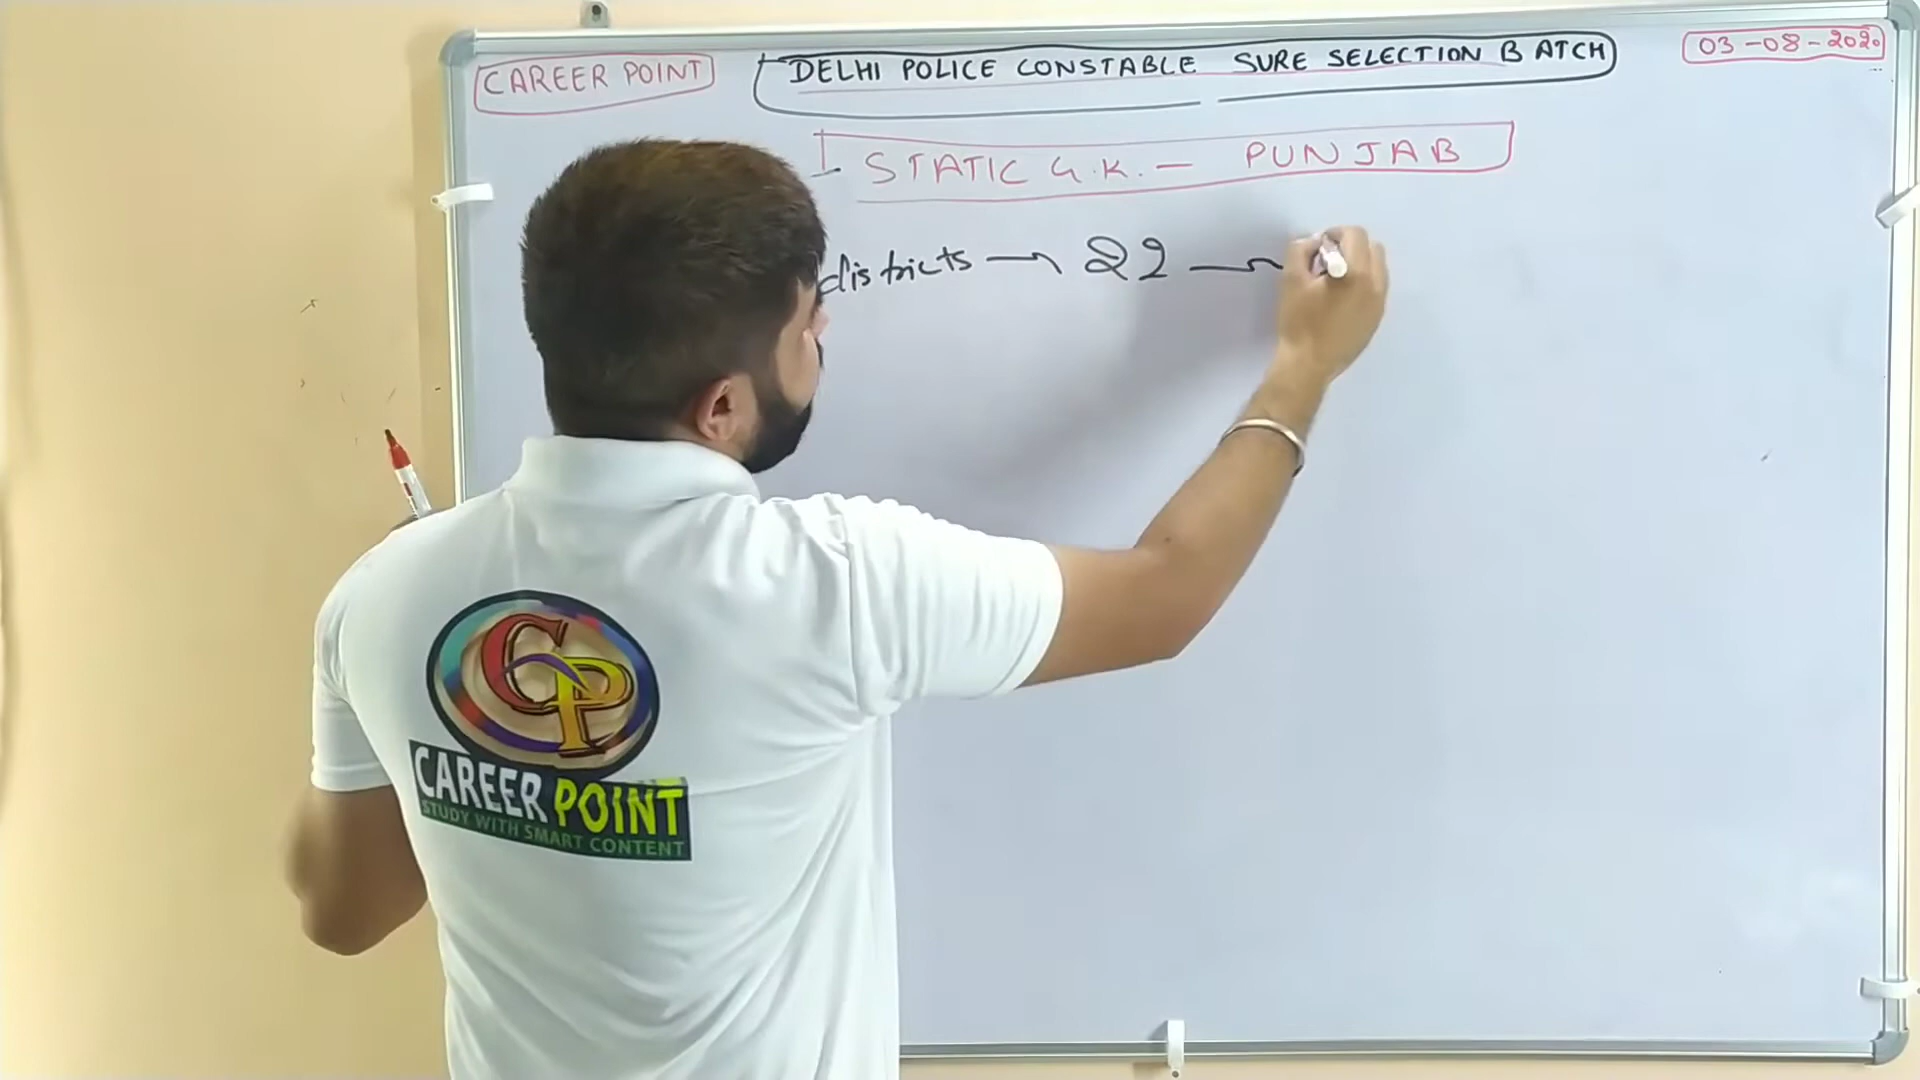 CAREER POINT
DELHI POLICE CONSTABLE SURE SELECTION BATCH
03-08-2020
STATIC G.K. - PUNJAB
districts → 22 →
CP
CAREER POINT
STUDY WITH SMART CONTENT